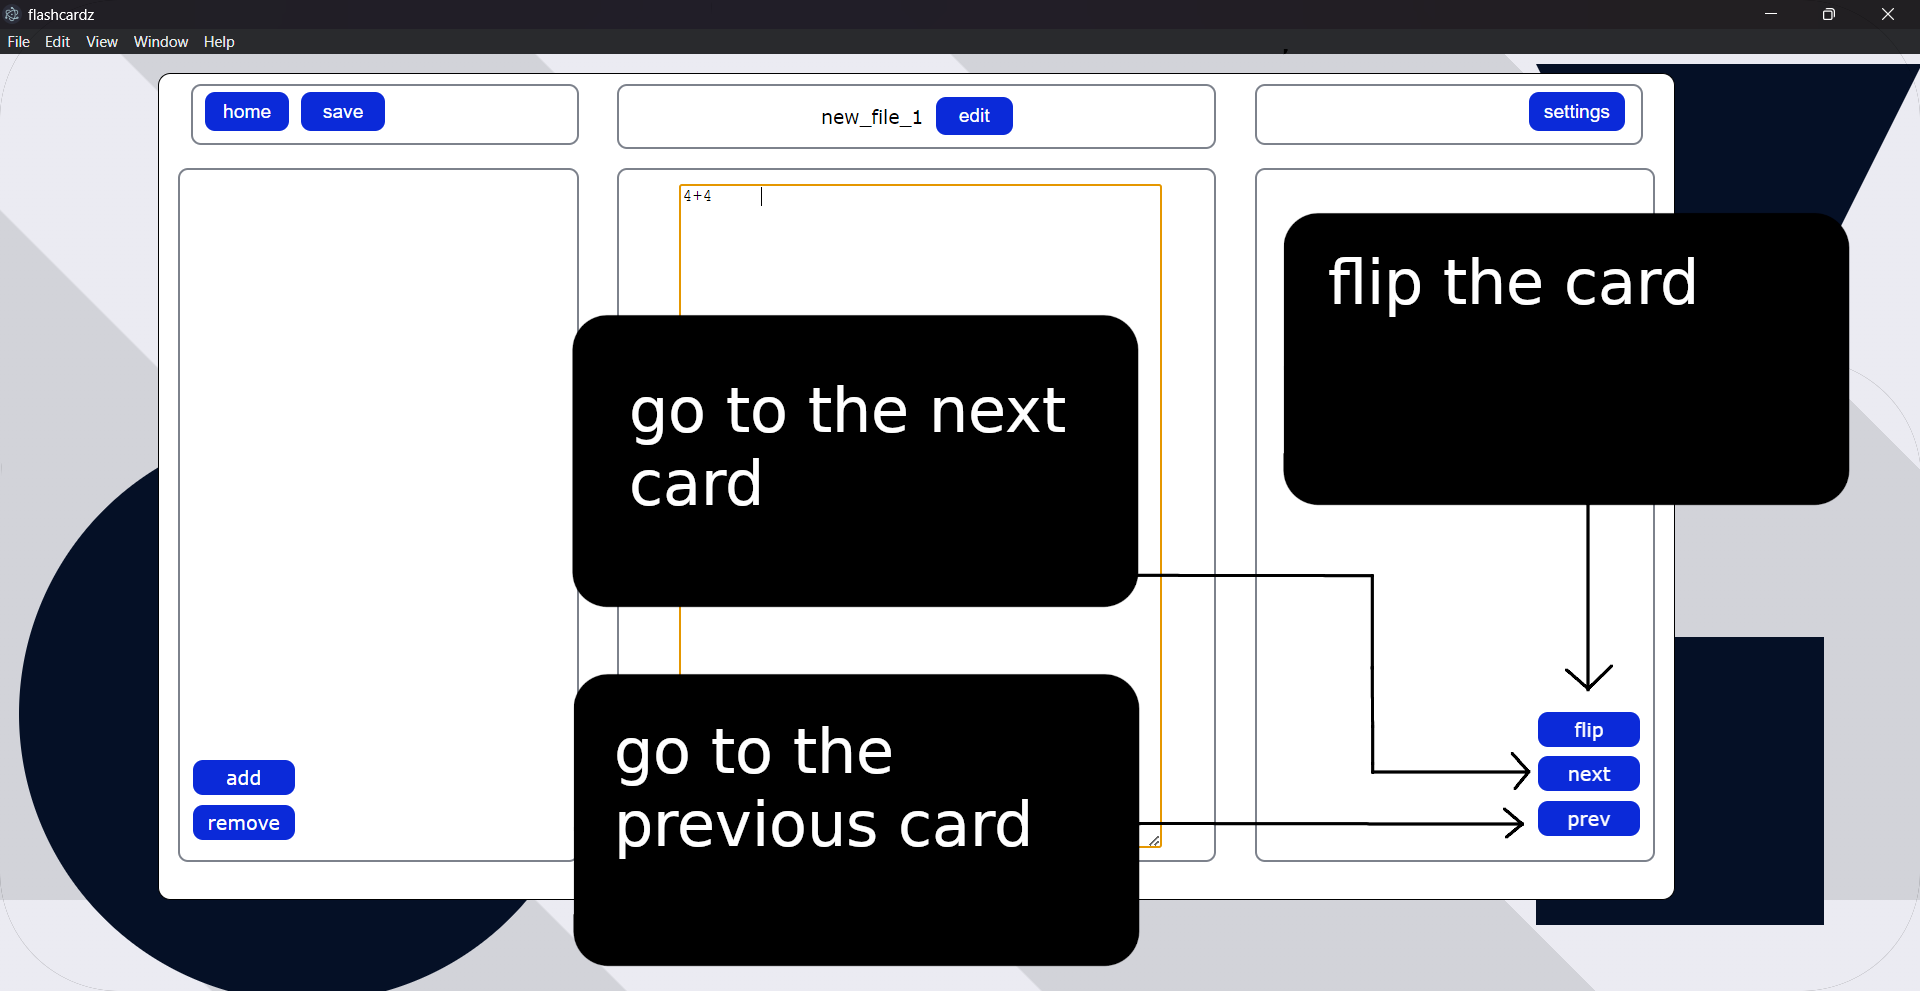 flashcardz
File Edit View Window Help
home save
new_file_1 edit
settings
4+4
flip the card
go to the next
card
go to the
previous card
flip
next
prev
add
remove